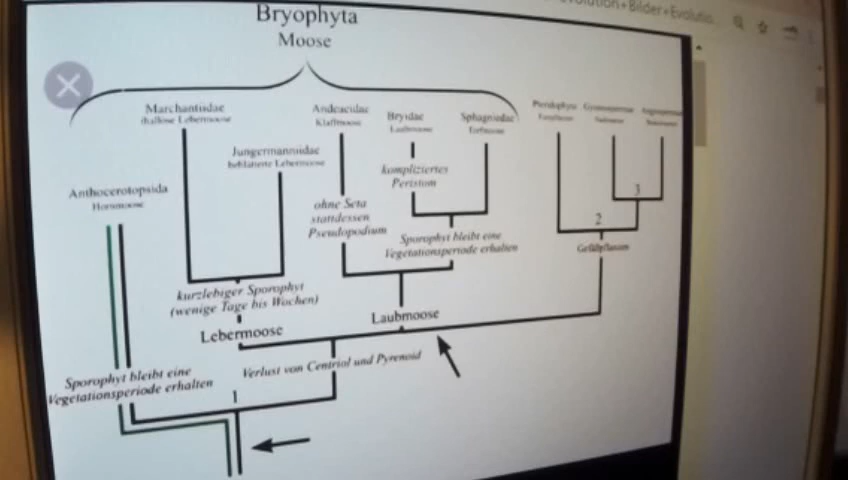 Bryophyta
Moose
Marchantiidae
thallose Lebermoose
Jungermanniidae
beblätterte Lebermoose
Anthocerotopsida
Hornmoose
Andreacidae
Klaffmoose
Bryidae
Laubmoose
Sphagnidae
Torfmoose
kompliziertes
Peristom
ohne Seta
stattdessen
Pseudopodium
Sporophyt bleibt eine
Vegetationsperiode erhalten
kurzlebiger Sporophyt
(wenige Tage bis Wochen)
Lebermoose
Laubmoose
3
2
Gefäßpflanzen
Verlust von Centriol und Pyrenoid
Sporophyt bleibt eine
Vegetationsperiode erhalten
1